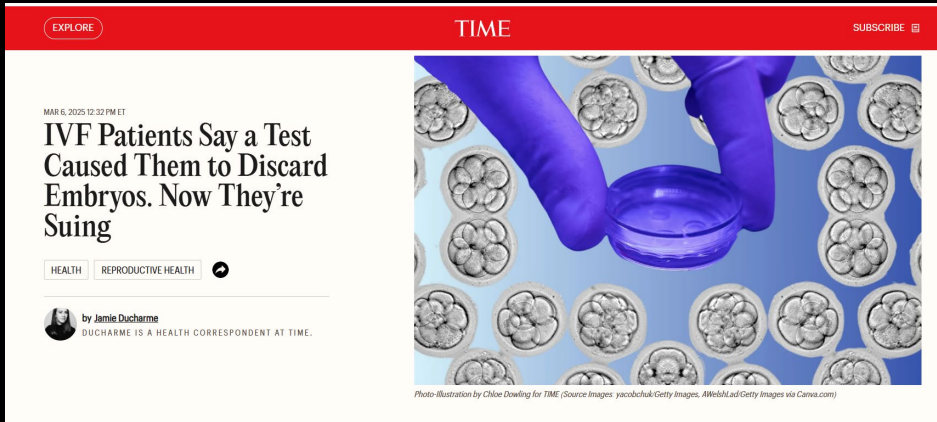 EXPLORE
TIME
SUBSCRIBE
MAR 6, 2025 12:32 PM ET
IVF Patients Say a Test
Caused Them to Discard
Embryos. Now They’re
Suing
HEALTH
REPRODUCTIVE HEALTH
by Jamie Ducharme
DUCHARME IS A HEALTH CORRESPONDENT AT TIME.
Photo-Illustration by Chloe Dowling for TIME (Source Images: yacobchuk/Getty Images, AWelshLad/Getty Images via Canva.com)